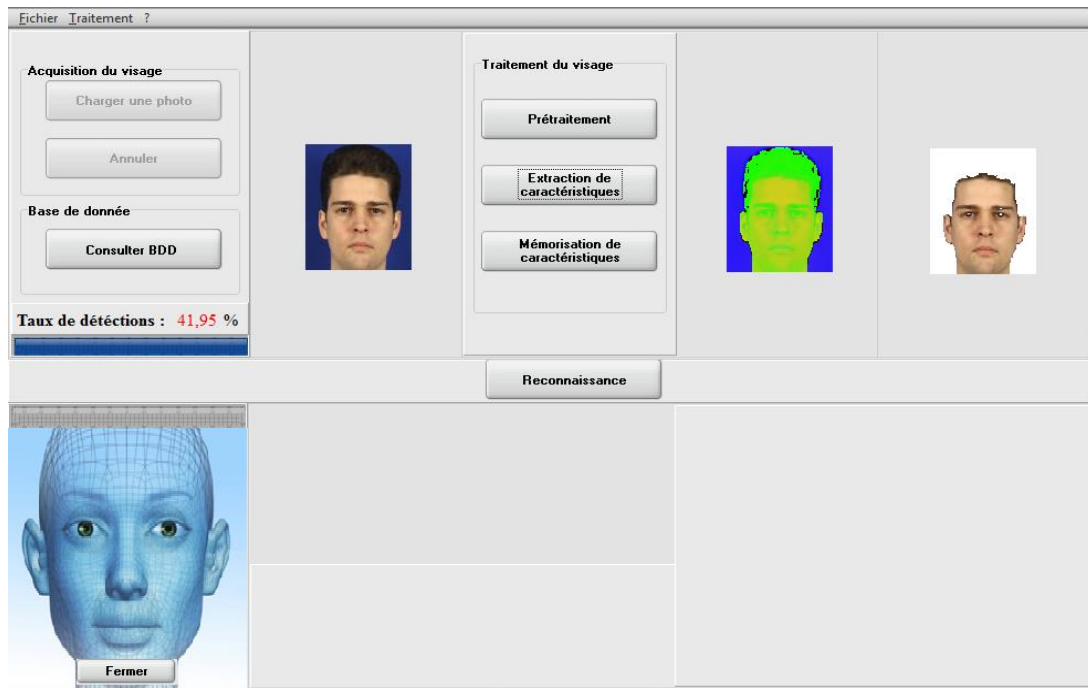 Fichier Traitement ?
Acquisition du visage
Charger une photo
Annuler
Base de donnée
Consulter BDD
Taux de détéctions : 41,95 %
Traitement du visage
Prétraitement
Extraction de
caractéristiques
Mémorisation de
caractéristiques
Reconnaissance
Fermer